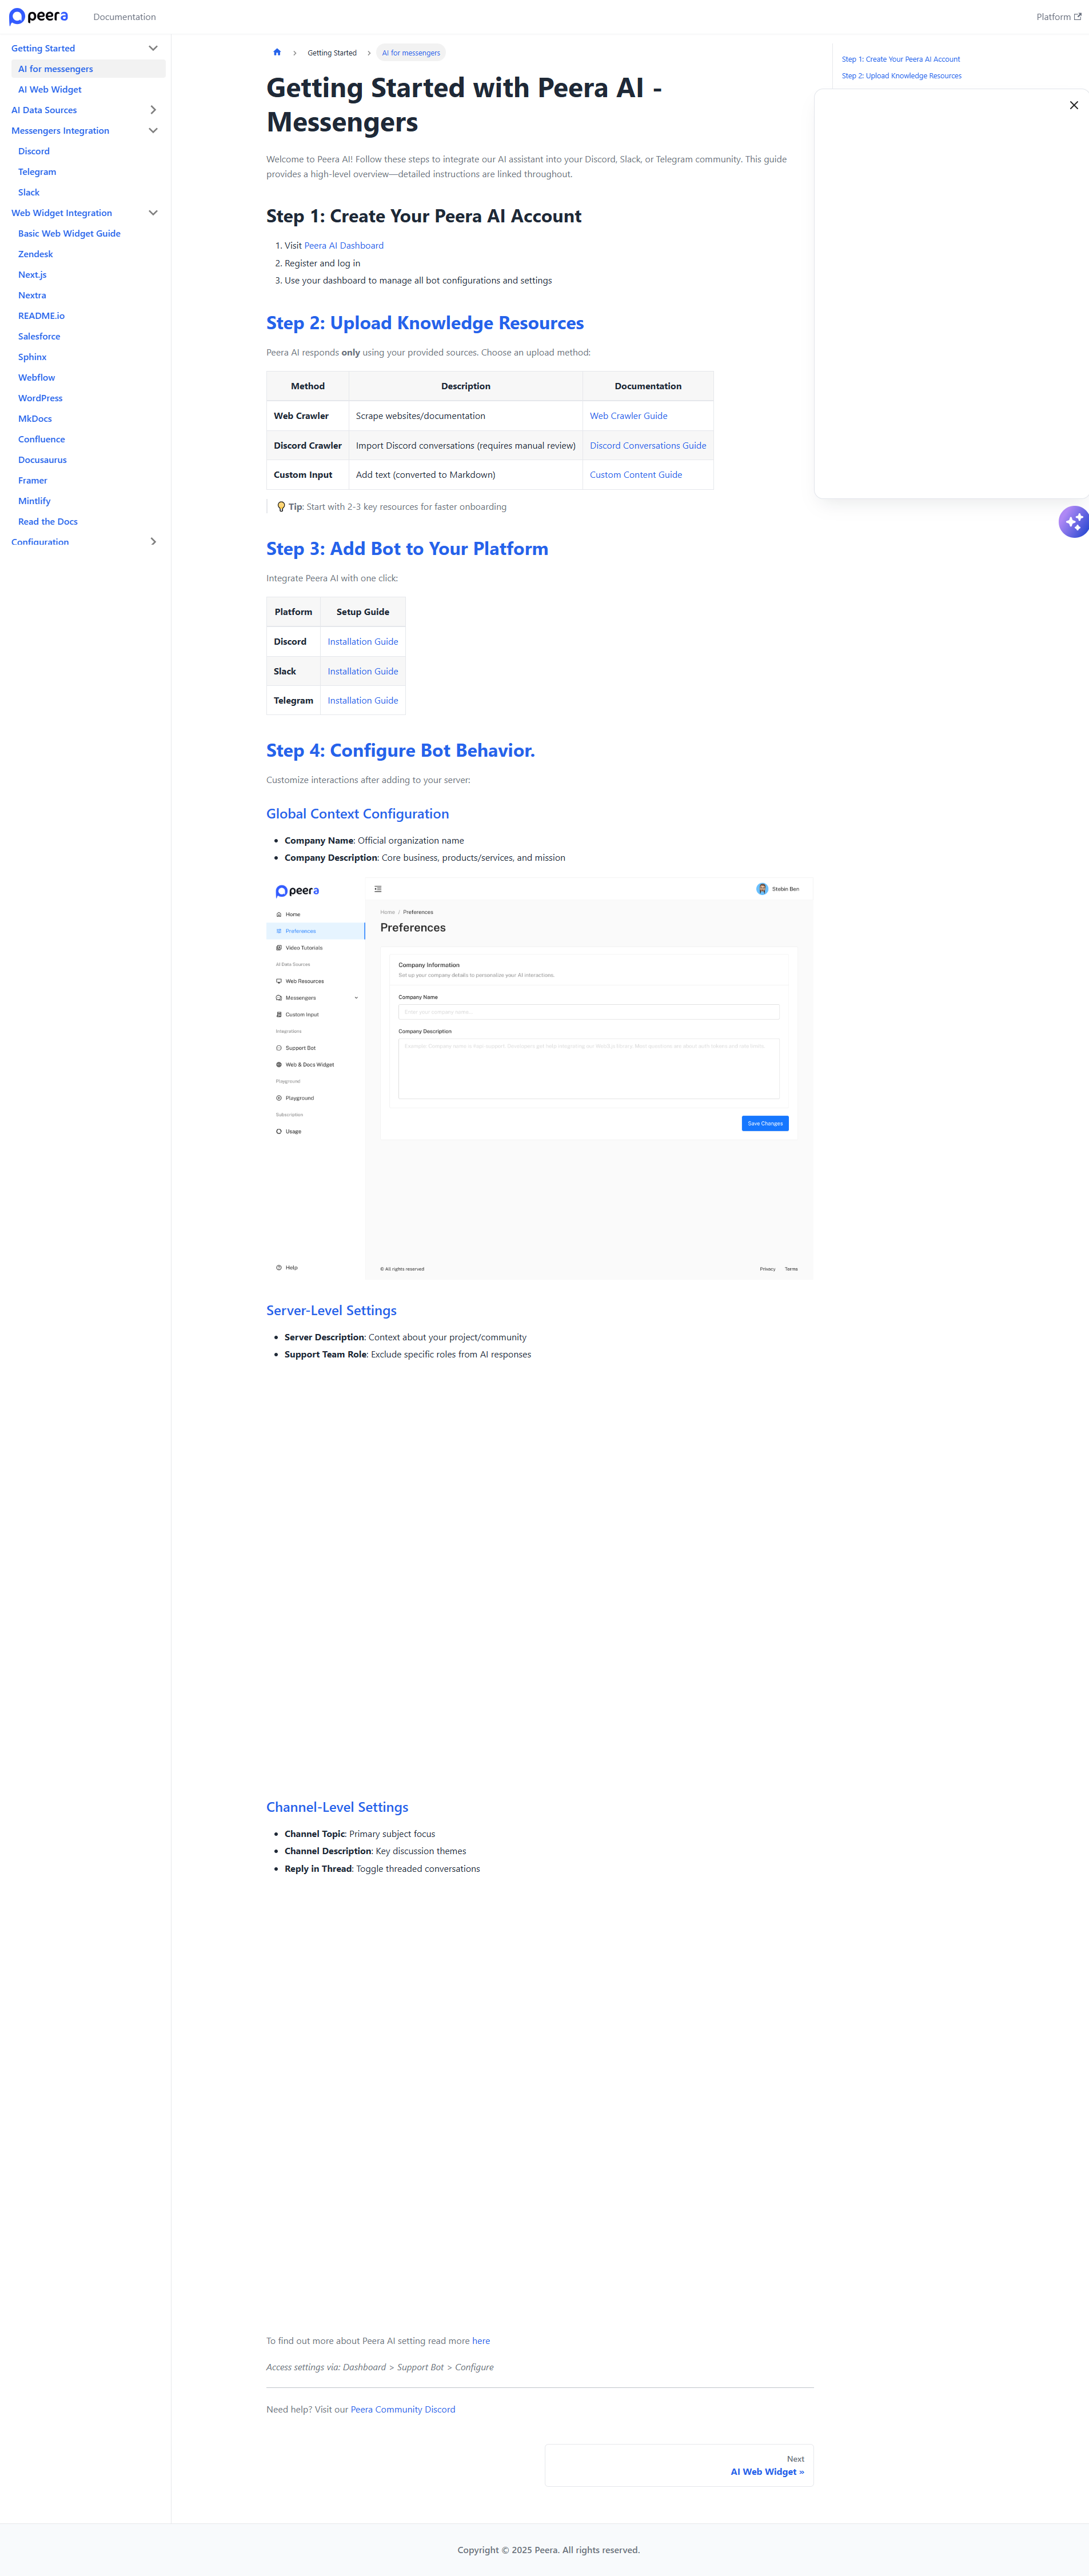 peera
Documentation
Platform
Getting Started
AI for messengers
AI Web Widget
AI Data Sources
Messengers Integration
Discord
Telegram
Slack
Web Widget Integration
Basic Web Widget Guide
Zendesk
Next.js
Nextra
README.io
Salesforce
Sphinx
Webflow
WordPress
MkDocs
Confluence
Docusaurus
Framer
Mintlify
Read the Docs
Configuration
Getting Started
AI for messengers
Getting Started with Peera AI -
Messengers
Welcome to Peera AI! Follow these steps to integrate our AI assistant into your Discord, Slack, or Telegram community. This guide
provides a high-level overview—detailed instructions are linked throughout.
Step 1: Create Your Peera AI Account
1. Visit Peera AI Dashboard
2. Register and log in
3. Use your dashboard to manage all bot configurations and settings
Step 2: Upload Knowledge Resources
Peera AI responds only using your provided sources. Choose an upload method:
Method Description Documentation
Web Crawler Scrape websites/documentation Web Crawler Guide
Discord Crawler Import Discord conversations (requires manual review) Discord Conversations Guide
Custom Input Add text (converted to Markdown) Custom Content Guide
💡 Tip: Start with 2-3 key resources for faster onboarding
Step 3: Add Bot to Your Platform
Integrate Peera AI with one click:
Platform Setup Guide
Discord Installation Guide
Slack Installation Guide
Telegram Installation Guide
Step 4: Configure Bot Behavior.
Customize interactions after adding to your server:
Global Context Configuration
• Company Name: Official organization name
• Company Description: Core business, products/services, and mission
peera
Home
Preferences
Video Tutorials
AI Data Sources
Web Resources
Messengers
Custom Input
Integrations
Support Bot
Web & Docs Widget
Playground
Playground
Subscription
Usage
Help
Stebin Ben
Home / Preferences
Preferences
Company Information
Set up your company details to personalize your AI interactions.
Company Name
Enter your company name...
Company Description
Save Changes
© All rights reserved
Privacy Terms
Server-Level Settings
• Server Description: Context about your project/community
• Support Team Role: Exclude specific roles from AI responses
Channel-Level Settings
• Channel Topic: Primary subject focus
• Channel Description: Key discussion themes
• Reply in Thread: Toggle threaded conversations
To find out more about Peera AI setting read more here
Access settings via: Dashboard > Support Bot > Configure
Need help? Visit our Peera Community Discord
Next
AI Web Widget »
Step 1: Create Your Peera AI Account
Step 2: Upload Knowledge Resources
Copyright © 2025 Peera. All rights reserved.